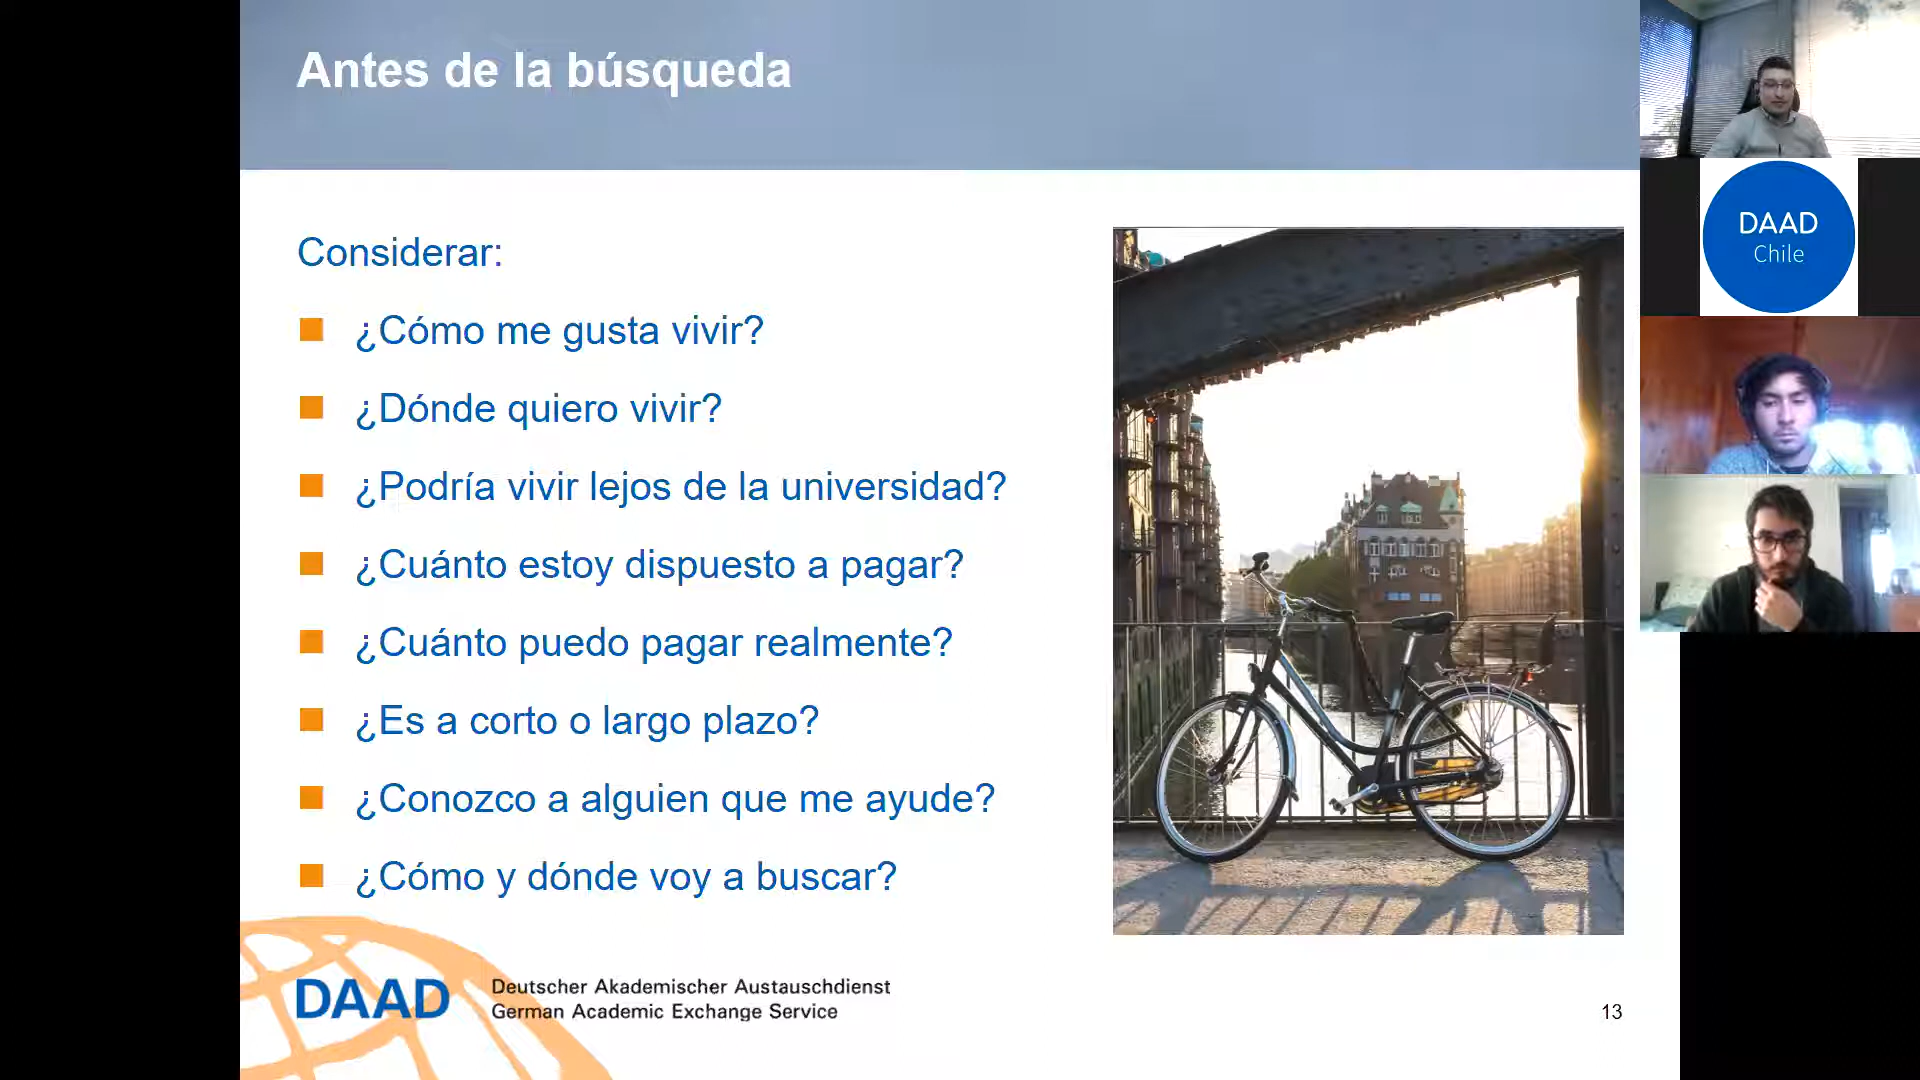 Antes de la búsqueda
Considerar:
¿Cómo me gusta vivir?
¿Dónde quiero vivir?
¿Podría vivir lejos de la universidad?
¿Cuánto estoy dispuesto a pagar?
¿Cuánto puedo pagar realmente?
¿Es a corto o largo plazo?
¿Conozco a alguien que me ayude?
¿Cómo y dónde voy a buscar?
DAAD
Deutscher Akademischer Austauschdienst
German Academic Exchange Service
13
DAAD
Chile